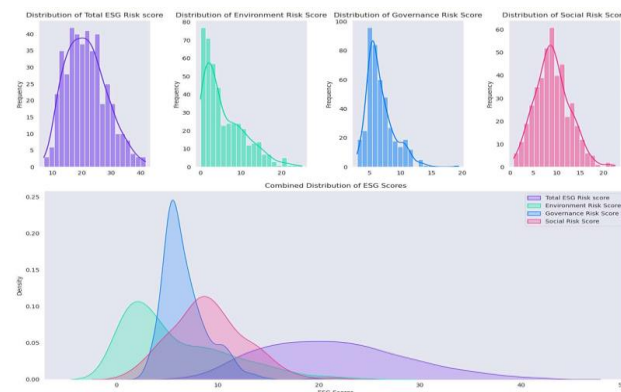 Distribution of Total ESG Risk score
Distribution of Environment Risk Score
Distribution of Governance Risk Score
Distribution of Social Risk Scor
Frequency
40
35
30
25
20
15
10
5
0
10 20 30 40
Frequency
80
70
60
50
40
30
20
10
0
0 10 20
Frequency
100
80
60
40
20
0
5 10 15 20
Frequency
60
50
40
30
20
10
0
0 5 10 15 20
Combined Distribution of ESG Scores
Density
0.25
0.20
0.15
0.10
0.05
0.00
0 10 20 30 40
ESG Scores
Total ESG Risk score
Environment Risk Score
Governance Risk Score
Social Risk Score